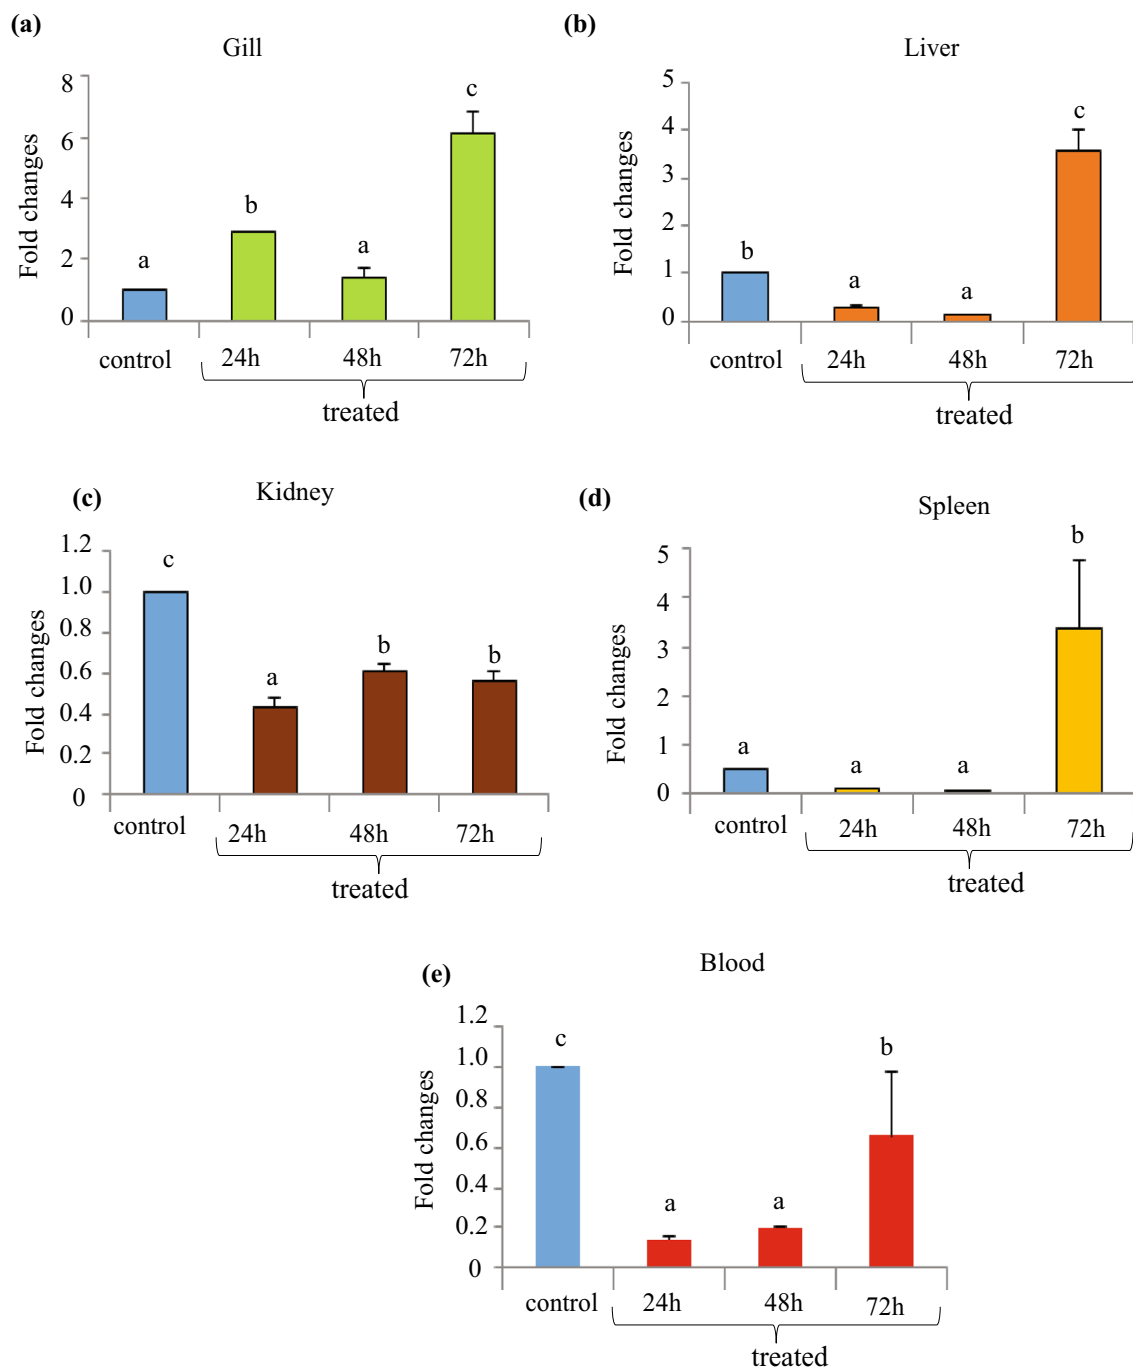 (a)
Gill
Fold changes
8
6
4
2
0
a
b
a
c
control
24h
48h
72h
treated
(b)
Liver
Fold changes
5
4
3
2
1
0
b
a
a
c
control
24h
48h
72h
treated
(c)
Kidney
Fold changes
1.2
1.0
0.8
0.6
0.4
0.2
0
c
a
b
b
control
24h
48h
72h
treated
(d)
Spleen
Fold changes
5
4
3
2
1
0
a
a
a
b
control
24h
48h
72h
treated
(e)
Blood
Fold changes
1.2
1.0
0.8
0.6
0.4
0.2
0
c
a
a
b
control
24h
48h
72h
treated